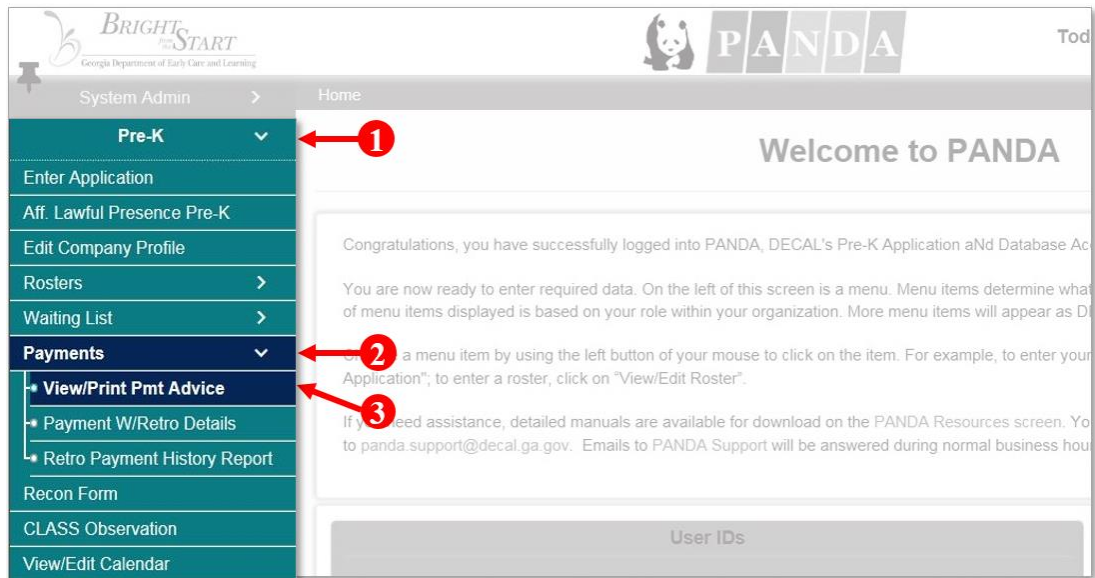 BRIGHT
from the START
Georgia Department of Early Care and Learning
PANDA
Tod
System Admin
Home
Pre-K
1
Welcome to PANDA
Enter Application
Aff. Lawful Presence Pre-K
Edit Company Profile
Congratulations, you have successfully logged into PANDA, DECAL's Pre-K Application aNd Database Ac
Rosters
You are now ready to enter required data. On the left of this screen is a menu. Menu items determine what
of menu items displayed is based on your role within your organization. More menu items will appear as D
Waiting List
Payments
2
a menu item by using the left button of your mouse to click on the item. For example, to enter your
Application"; to enter a roster, click on "View/Edit Roster".
View/Print Pmt Advice
3
Payment W/Retro Details
If you need assistance, detailed manuals are available for download on the PANDA Resources screen. Yo
to panda.support@decal.ga.gov. Emails to PANDA Support will be answered during normal business hou
Retro Payment History Report
Recon Form
CLASS Observation
User IDs
View/Edit Calendar